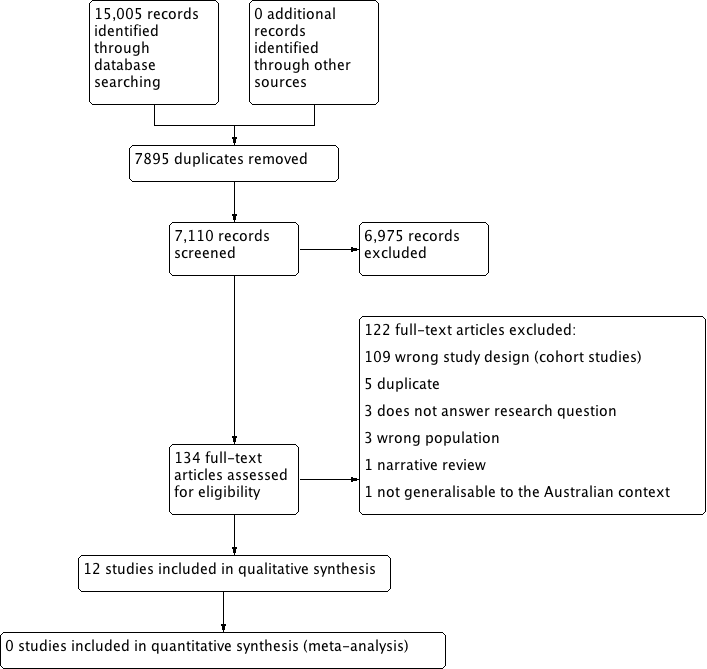 15,005 records
identified
through
database
searching
0 additional
records
identified
through other
sources
7895 duplicates removed
7,110 records
screened
6,975 records
excluded
122 full-text articles excluded:
109 wrong study design (cohort studies)
5 duplicate
3 does not answer research question
3 wrong population
1 narrative review
1 not generalisable to the Australian context
134 full-text
articles assessed
for eligibility
12 studies included in qualitative synthesis
0 studies included in quantitative synthesis (meta-analysis)